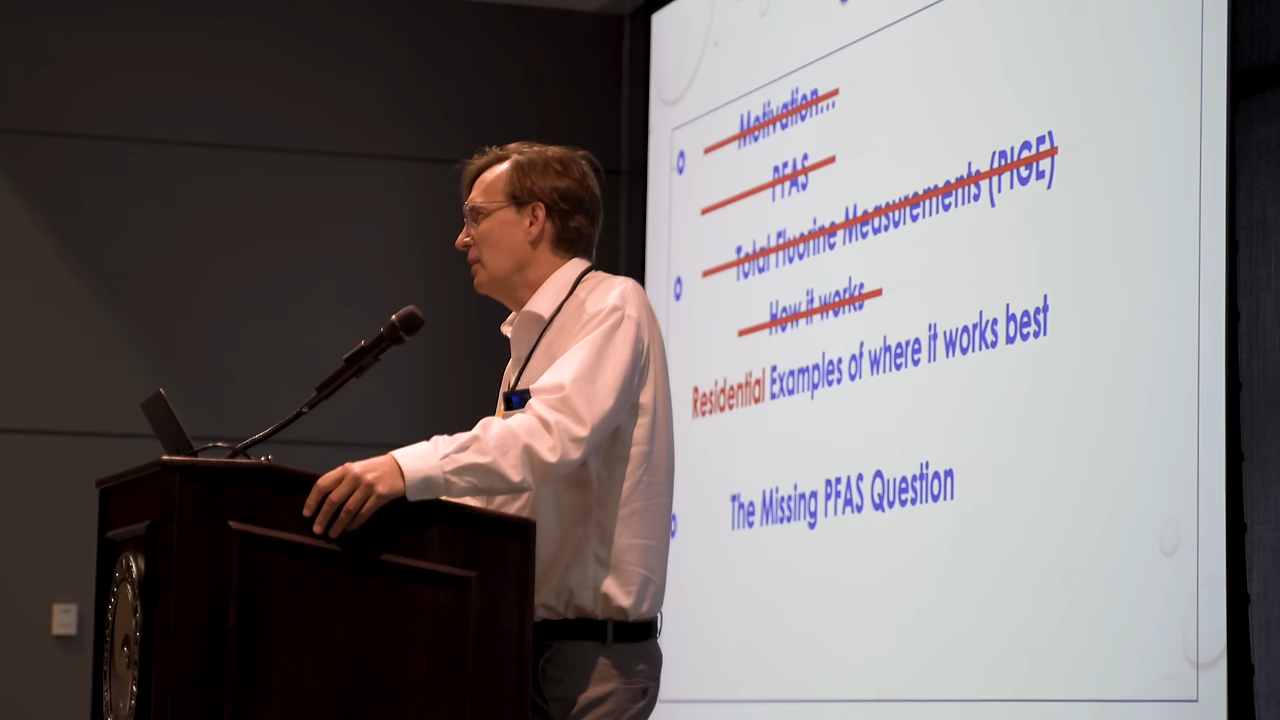 Motivation...
PFAS
Total Fluorine Measurements (PIGE)
How it works
Residential Examples of where it works best
The Missing PFAS Question